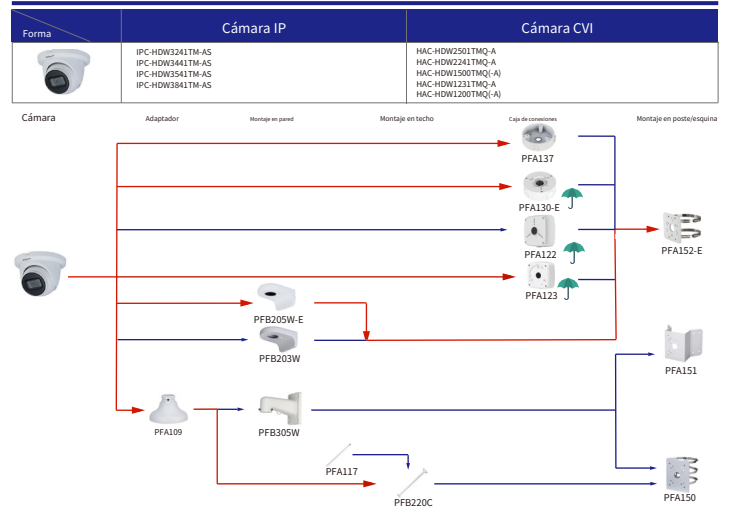 Forma
Cámara IP
Cámara CVI
IPC-HDW3241TM-AS
IPC-HDW3441TM-AS
IPC-HDW3541TM-AS
IPC-HDW3841TM-AS
HAC-HDW2501TMQ-A
HAC-HDW2241TMQ-A
HAC-HDW1500TMQ(-A)
HAC-HDW1231TMQ-A
HAC-HDW1200TMQ(-A)
Cámara
Adaptador
Montaje en pared
Montaje en techo
Caja de conexiones
Montaje en poste/esquina
PFA137
PFA130-E
PFA122
PFA152-E
PFA123
PFB205W-E
PFB203W
PFA151
PFA109
PFB305W
PFA117
PFB220C
PFA150